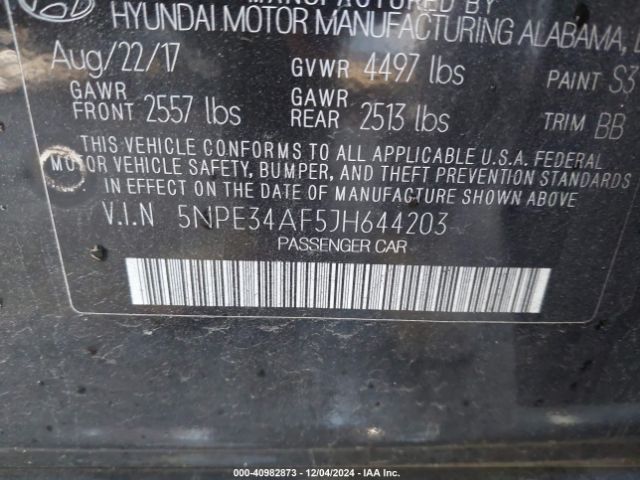 MANUFACTURED BY
HYUNDAI MOTOR MANUFACTURING ALABAMA,
Aug/22/17 GVWR 4497 lbs PAINT S3
GAWR FRONT 2557 lbs GAWR REAR 2513 lbs TRIM BB
THIS VEHICLE CONFORMS TO ALL APPLICABLE U.S.A. FEDERAL
MOTOR VEHICLE SAFETY, BUMPER, AND THEFT PREVENTION STANDARDS
IN EFFECT ON THE DATE OF MANUFACTURE SHOWN ABOVE.
V.I.N 5NPE34AF5JH644203
PASSENGER CAR
000-40982873 - 12/04/2024 - IAA Inc.